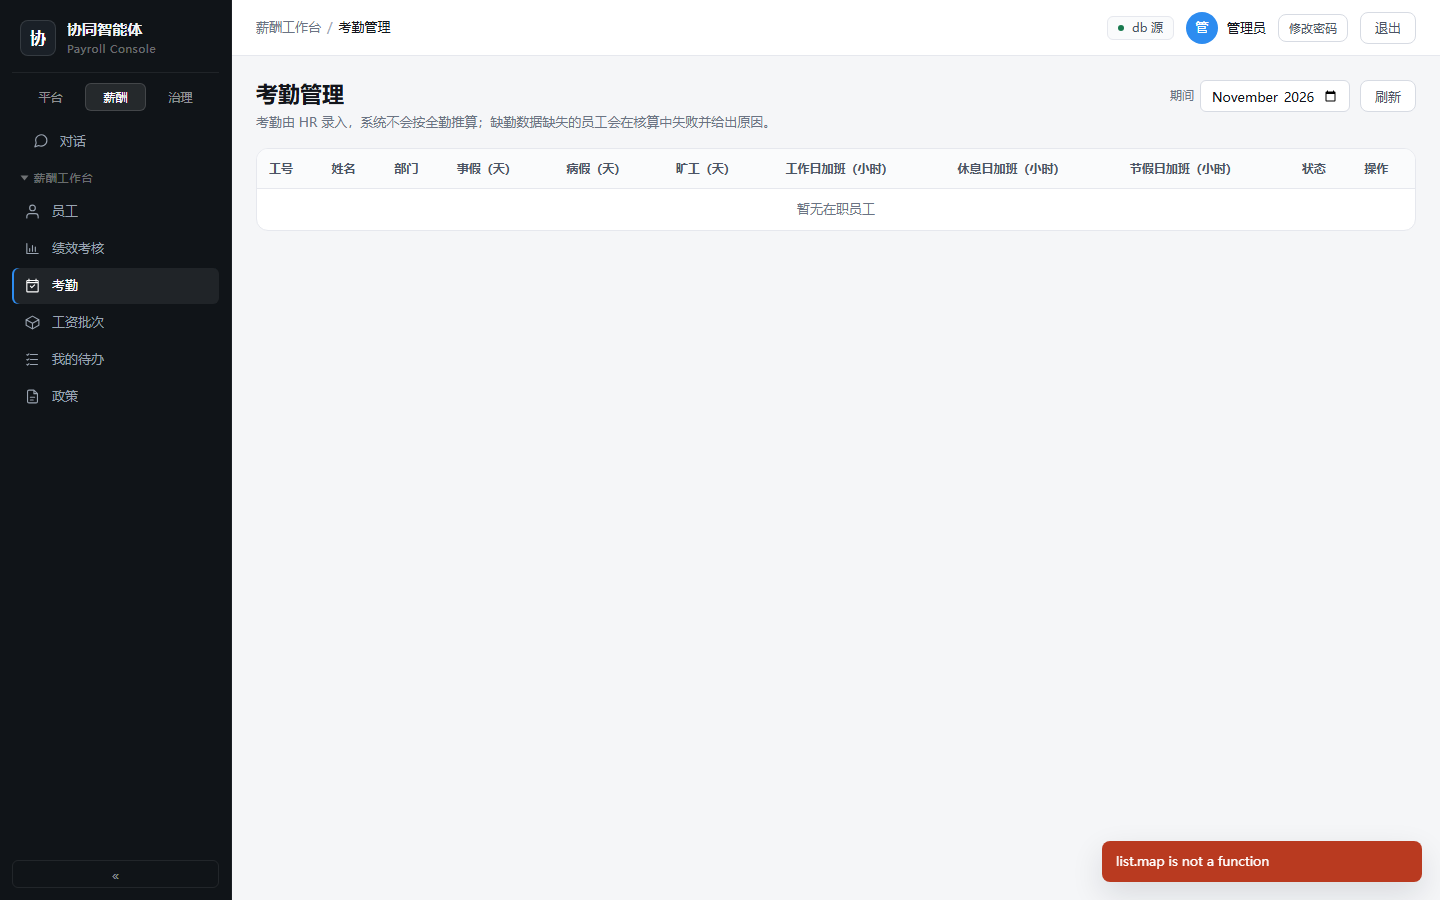 协
协同智能体
Payroll Console
平台
薪酬
治理
对话
薪酬工作台
员工
绩效考核
考勤
工资批次
我的待办
政策
«
薪酬工作台 / 考勤管理
db 源
管
管理员
修改密码
退出
考勤管理
考勤由 HR 录入，系统不会按全勤推算；缺勤数据缺失的员工会在核算中失败并给出原因。
期间
November 2026
刷新
工号 姓名 部门 事假（天） 病假（天） 旷工（天） 工作日加班（小时） 休息日加班（小时） 节假日加班（小时） 状态 操作
暂无在职员工
list.map is not a function